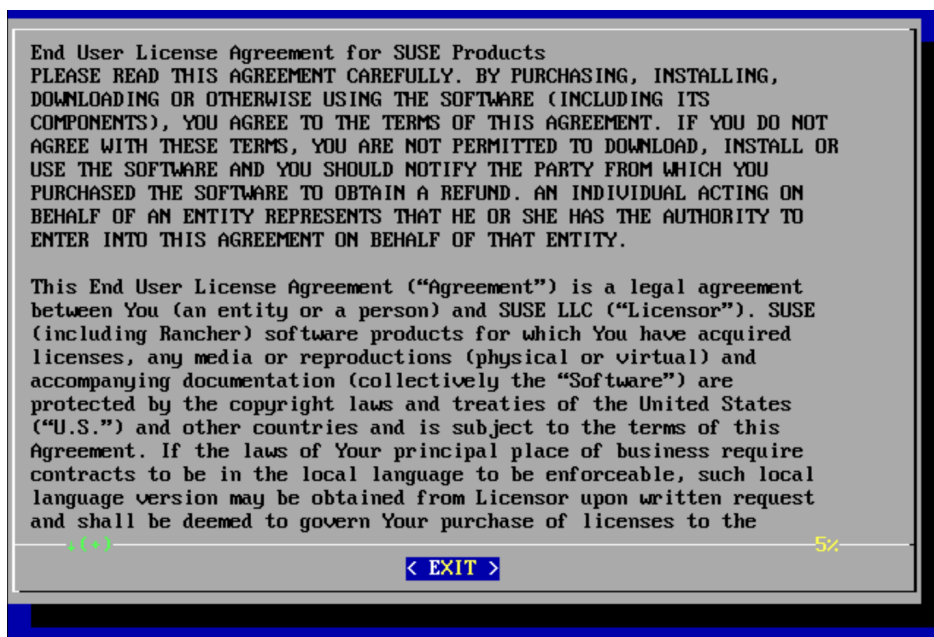 End User License Agreement for SUSE Products
PLEASE READ THIS AGREEMENT CAREFULLY. BY PURCHASING, INSTALLING,
DOWNLOADING OR OTHERWISE USING THE SOFTWARE (INCLUDING ITS
COMPONENTS), YOU AGREE TO THE TERMS OF THIS AGREEMENT. IF YOU DO NOT
AGREE WITH THESE TERMS, YOU ARE NOT PERMITTED TO DOWNLOAD, INSTALL OR
USE THE SOFTWARE AND YOU SHOULD NOTIFY THE PARTY FROM WHICH YOU
PURCHASED THE SOFTWARE TO OBTAIN A REFUND. AN INDIVIDUAL ACTING ON
BEHALF OF AN ENTITY REPRESENTS THAT HE OR SHE HAS THE AUTHORITY TO
ENTER INTO THIS AGREEMENT ON BEHALF OF THAT ENTITY.
This End User License Agreement (“Agreement”) is a legal agreement
between You (an entity or a person) and SUSE LLC (“Licensor”). SUSE
(including Rancher) software products for which You have acquired
licenses, any media or reproductions (physical or virtual) and
accompanying documentation (collectively the “Software”) are
protected by the copyright laws and treaties of the United States
(“U.S.”) and other countries and is subject to the terms of this
Agreement. If the laws of Your principal place of business require
contracts to be in the local language to be enforceable, such local
language version may be obtained from Licensor upon written request
and shall be deemed to govern Your purchase of licenses to the
↓(+) 5%
< EXIT >